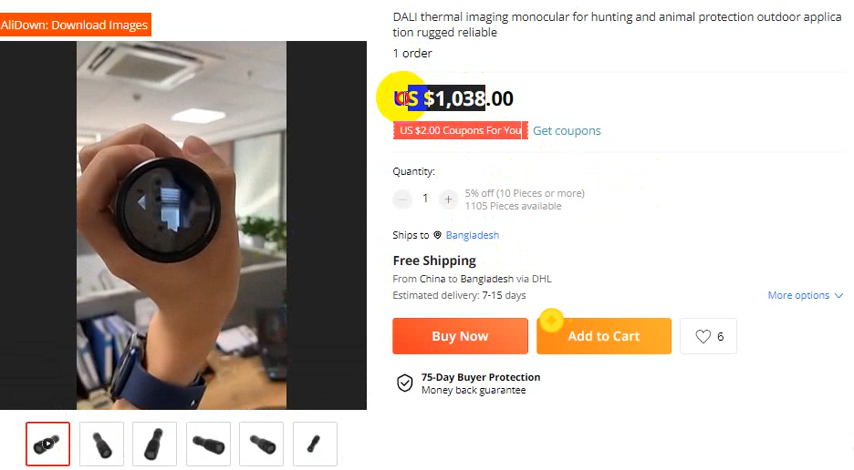 AliDown: Download Images
DALI thermal imaging monocular for hunting and animal protection outdoor applica
tion rugged reliable
1 order
US $1,038.00
US $2.00 Coupons For You
Get coupons
Quantity:
1
5% off (10 Pieces or more)
1105 Pieces available
Ships to Bangladesh
Free Shipping
From China to Bangladesh via DHL
Estimated delivery: 7-15 days
More options
Buy Now
Add to Cart
6
75-Day Buyer Protection
Money back guarantee